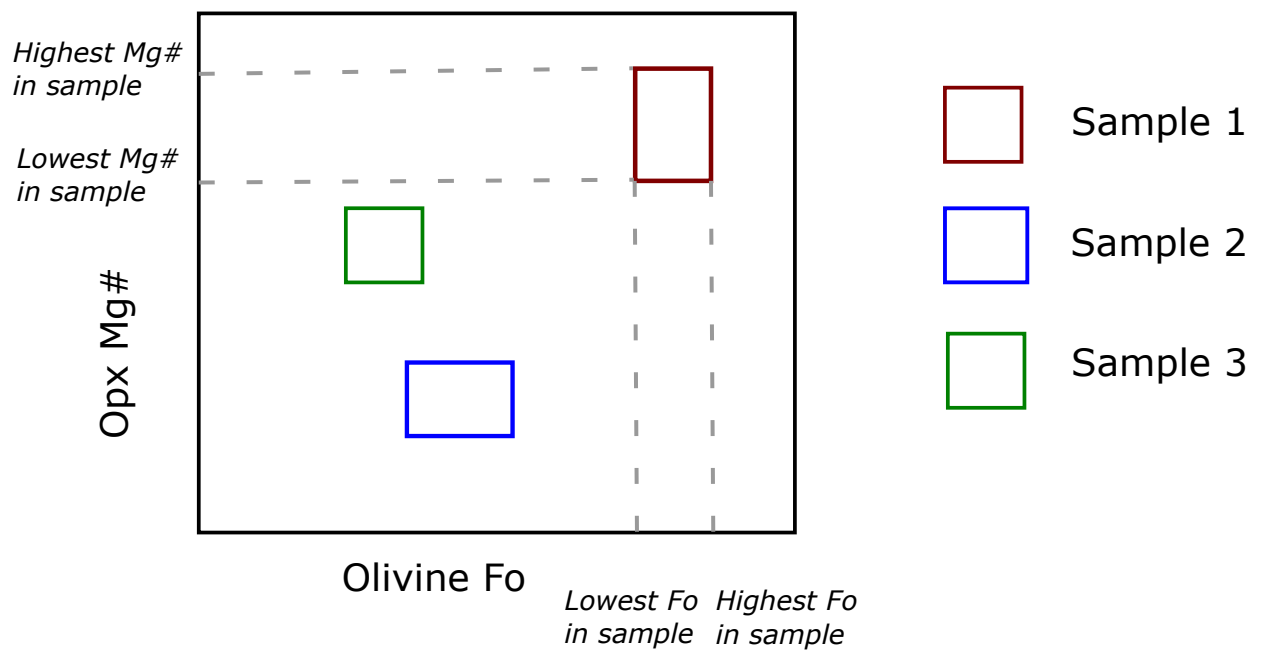 Highest Mg#
in sample
Lowest Mg#
in sample
Opx Mg#
Olivine Fo
Lowest Fo
in sample
Highest Fo
in sample
Sample 1
Sample 2
Sample 3